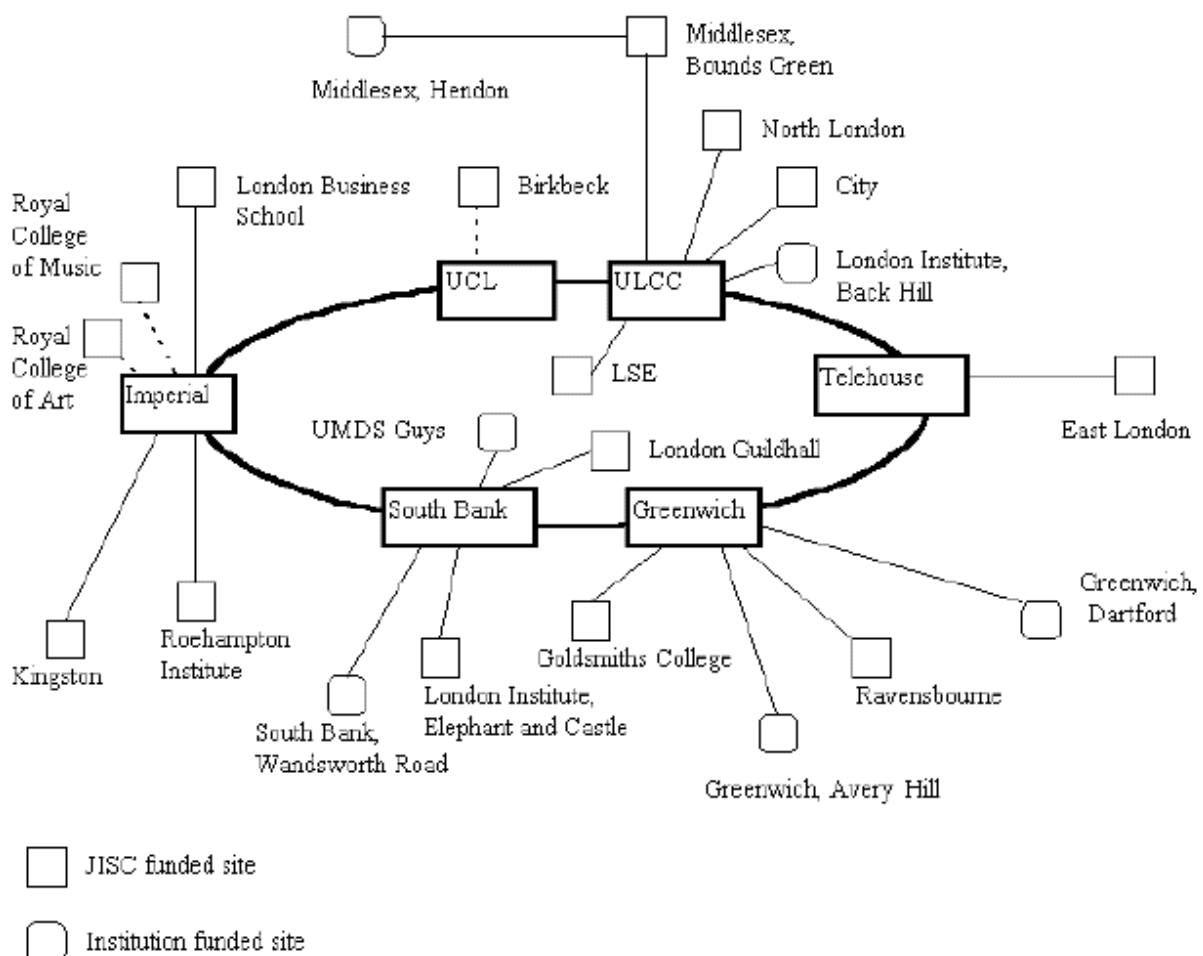 Middlesex,
Bounds Green
Middlesex, Hendon
North London
Royal
College
of Music
London Business
School
Birkbeck
City
London Institute,
Back Hill
UCL
ULCC
Royal
College
of Art
Imperial
LSE
Telehouse
UMDS Guys
London Guildhall
East London
South Bank
Greenwich
Greenwich,
Dartford
Kingston
Roehampton
Institute
Goldsmiths College
Ravensbourne
London Institute,
Elephant and Castle
South Bank,
Wandsworth Road
Greenwich, Avery Hill
JISC funded site
Institution funded site